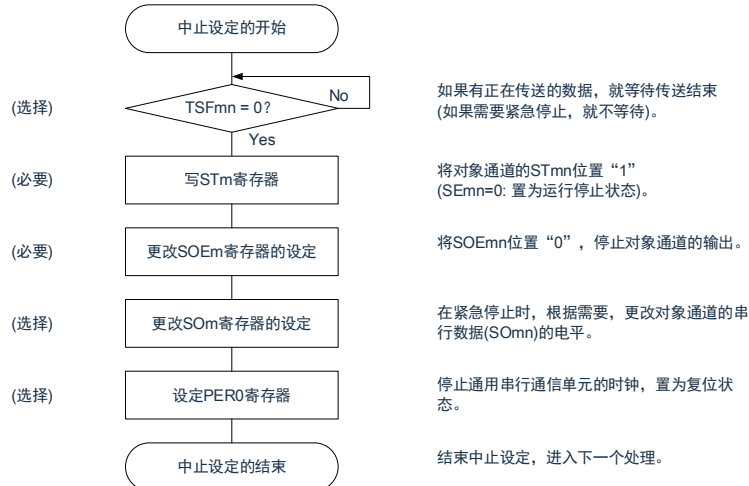 中止设定的开始
(选择)
TSFmn = 0?
No
Yes
如果有正在传送的数据，就等待传送结束
(如果需要紧急停止，就不等待)。
(必要)
写STm寄存器
将对象通道的STmn位置“1”
(SEmn=0: 置为运行停止状态)。
(必要)
更改SOEm寄存器的设定
将SOEmn位置“0”，停止对象通道的输出。
(选择)
更改SOm寄存器的设定
在紧急停止时，根据需要，更改对象通道的串
行数据(SOmn)的电平。
(选择)
设定PER0寄存器
停止通用串行通信单元的时钟，置为复位状
态。
中止设定的结束
结束中止设定，进入下一个处理。